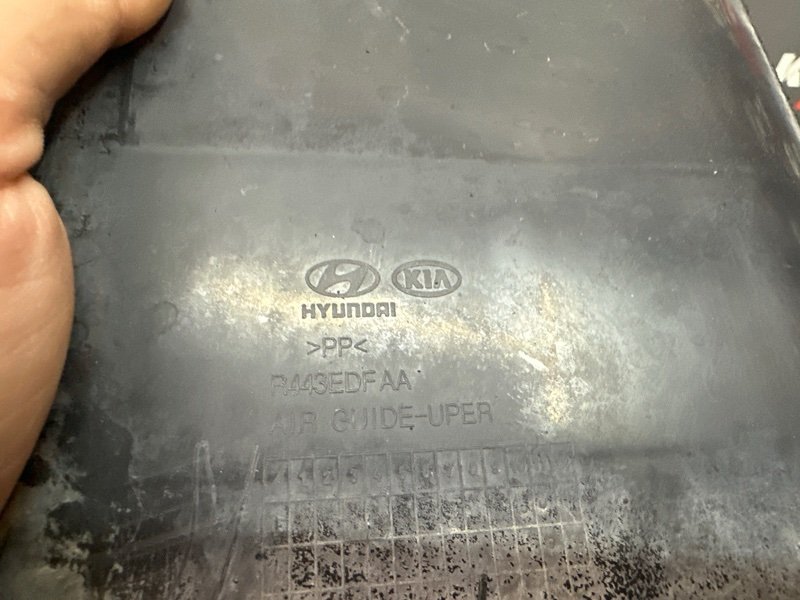 HYUNDAI KIA
>PP<
R443EDFAA
AIR GUIDE-UPER